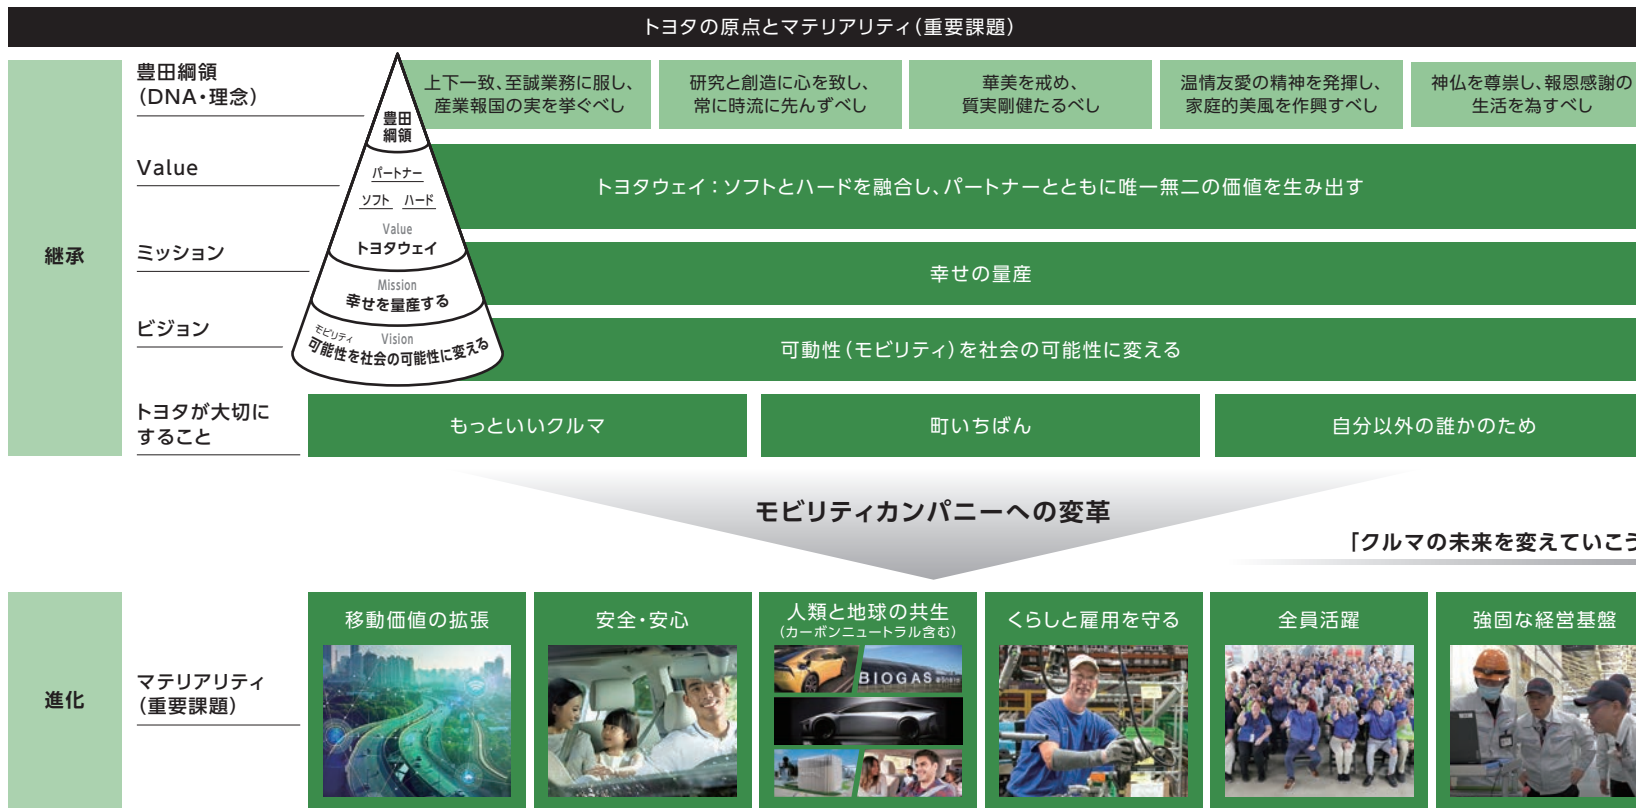 トヨタの原点とマテリアリティ(重要課題)
継承
豊田綱領
(DNA・理念)
上下一致、至誠業務に服し、
産業報国の実を挙ぐべし
研究と創造に心を致し、
常に時流に先んずべし
華美を戒め、
質実剛健たるべし
温情友愛の精神を発揮し、
家庭的美風を作興すべし
神仏を尊崇し、報恩感謝の
生活を為すべし
Value
トヨタウェイ：ソフトとハードを融合し、パートナーとともに唯一無二の価値を生み出す
ミッション
幸せの量産
ビジョン
可動性(モビリティ)を社会の可能性に変える
豊田
綱領
パートナー
ソフト ハード
Value
トヨタウェイ
Mission
幸せを量産する
Vision
モビリティ
可能性を社会の可能性に変える
トヨタが大切に
すること
もっといいクルマ
町いちばん
自分以外の誰かのため
モビリティカンパニーへの変革
「クルマの未来を変えていこう
進化
マテリアリティ
(重要課題)
移動価値の拡張
安全・安心
人類と地球の共生
(カーボンニュートラル含む)
BIOGAS
くらしと雇用を守る
全員活躍
強固な経営基盤